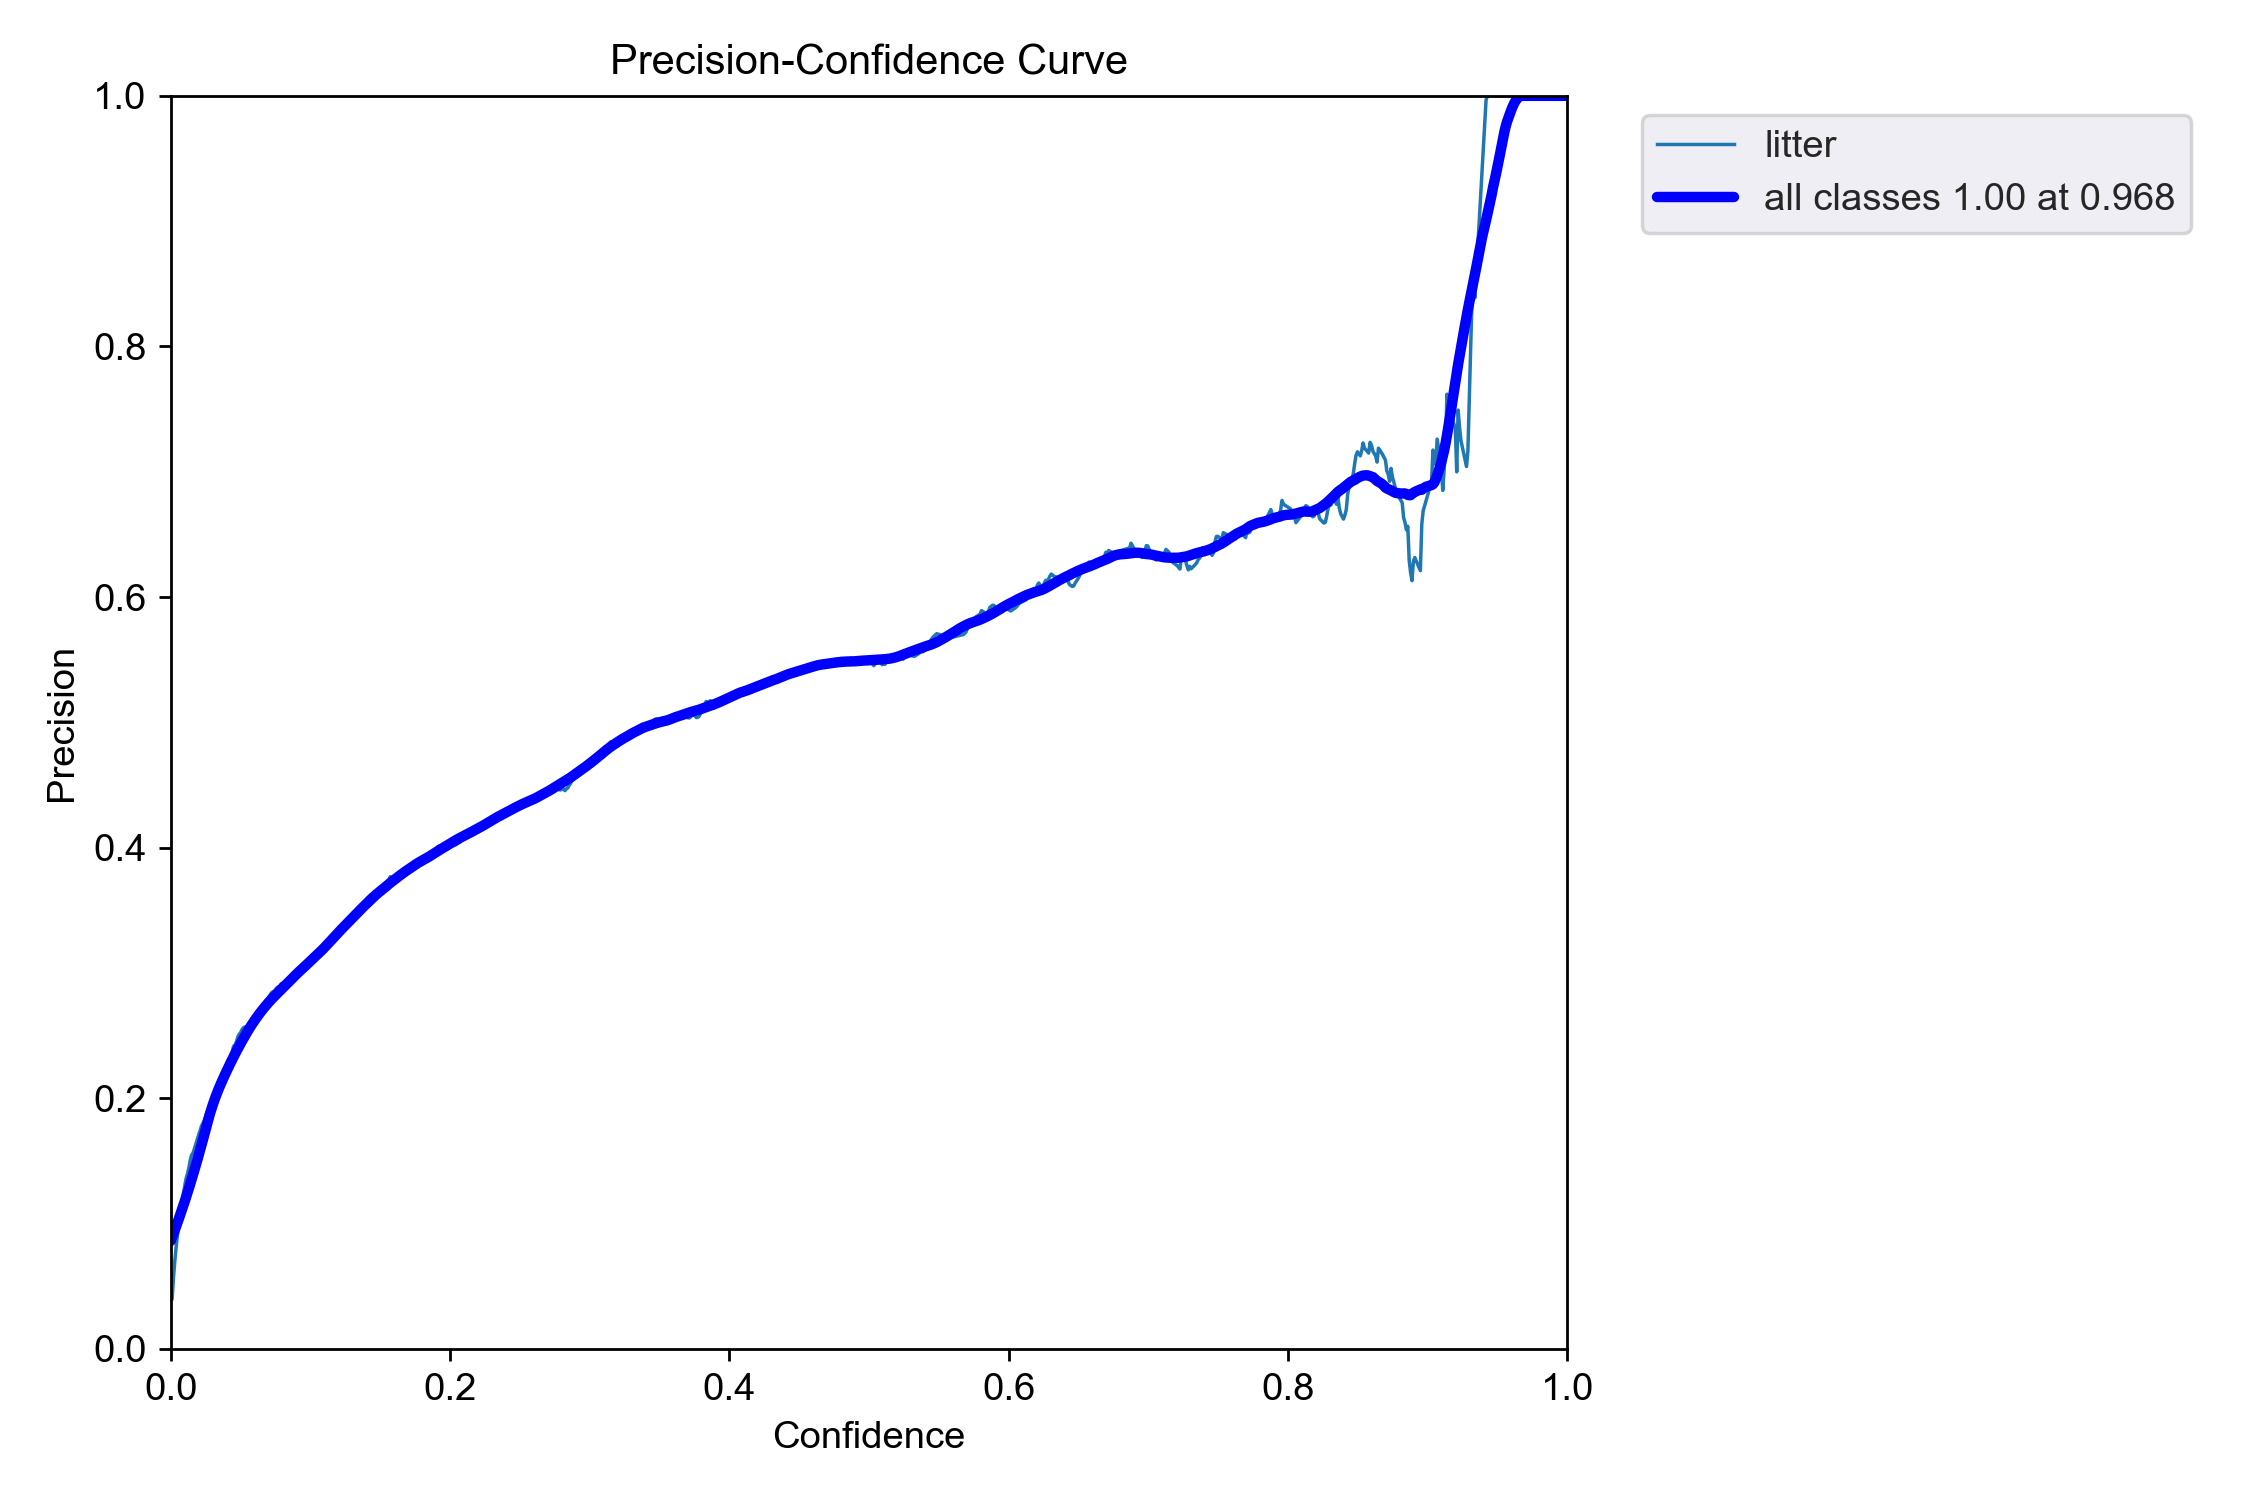 Precision-Confidence Curve
1.0
0.8
0.6
0.4
0.2
0.0
Precision
0.0 0.2 0.4 0.6 0.8 1.0
Confidence
litter
all classes 1.00 at 0.968